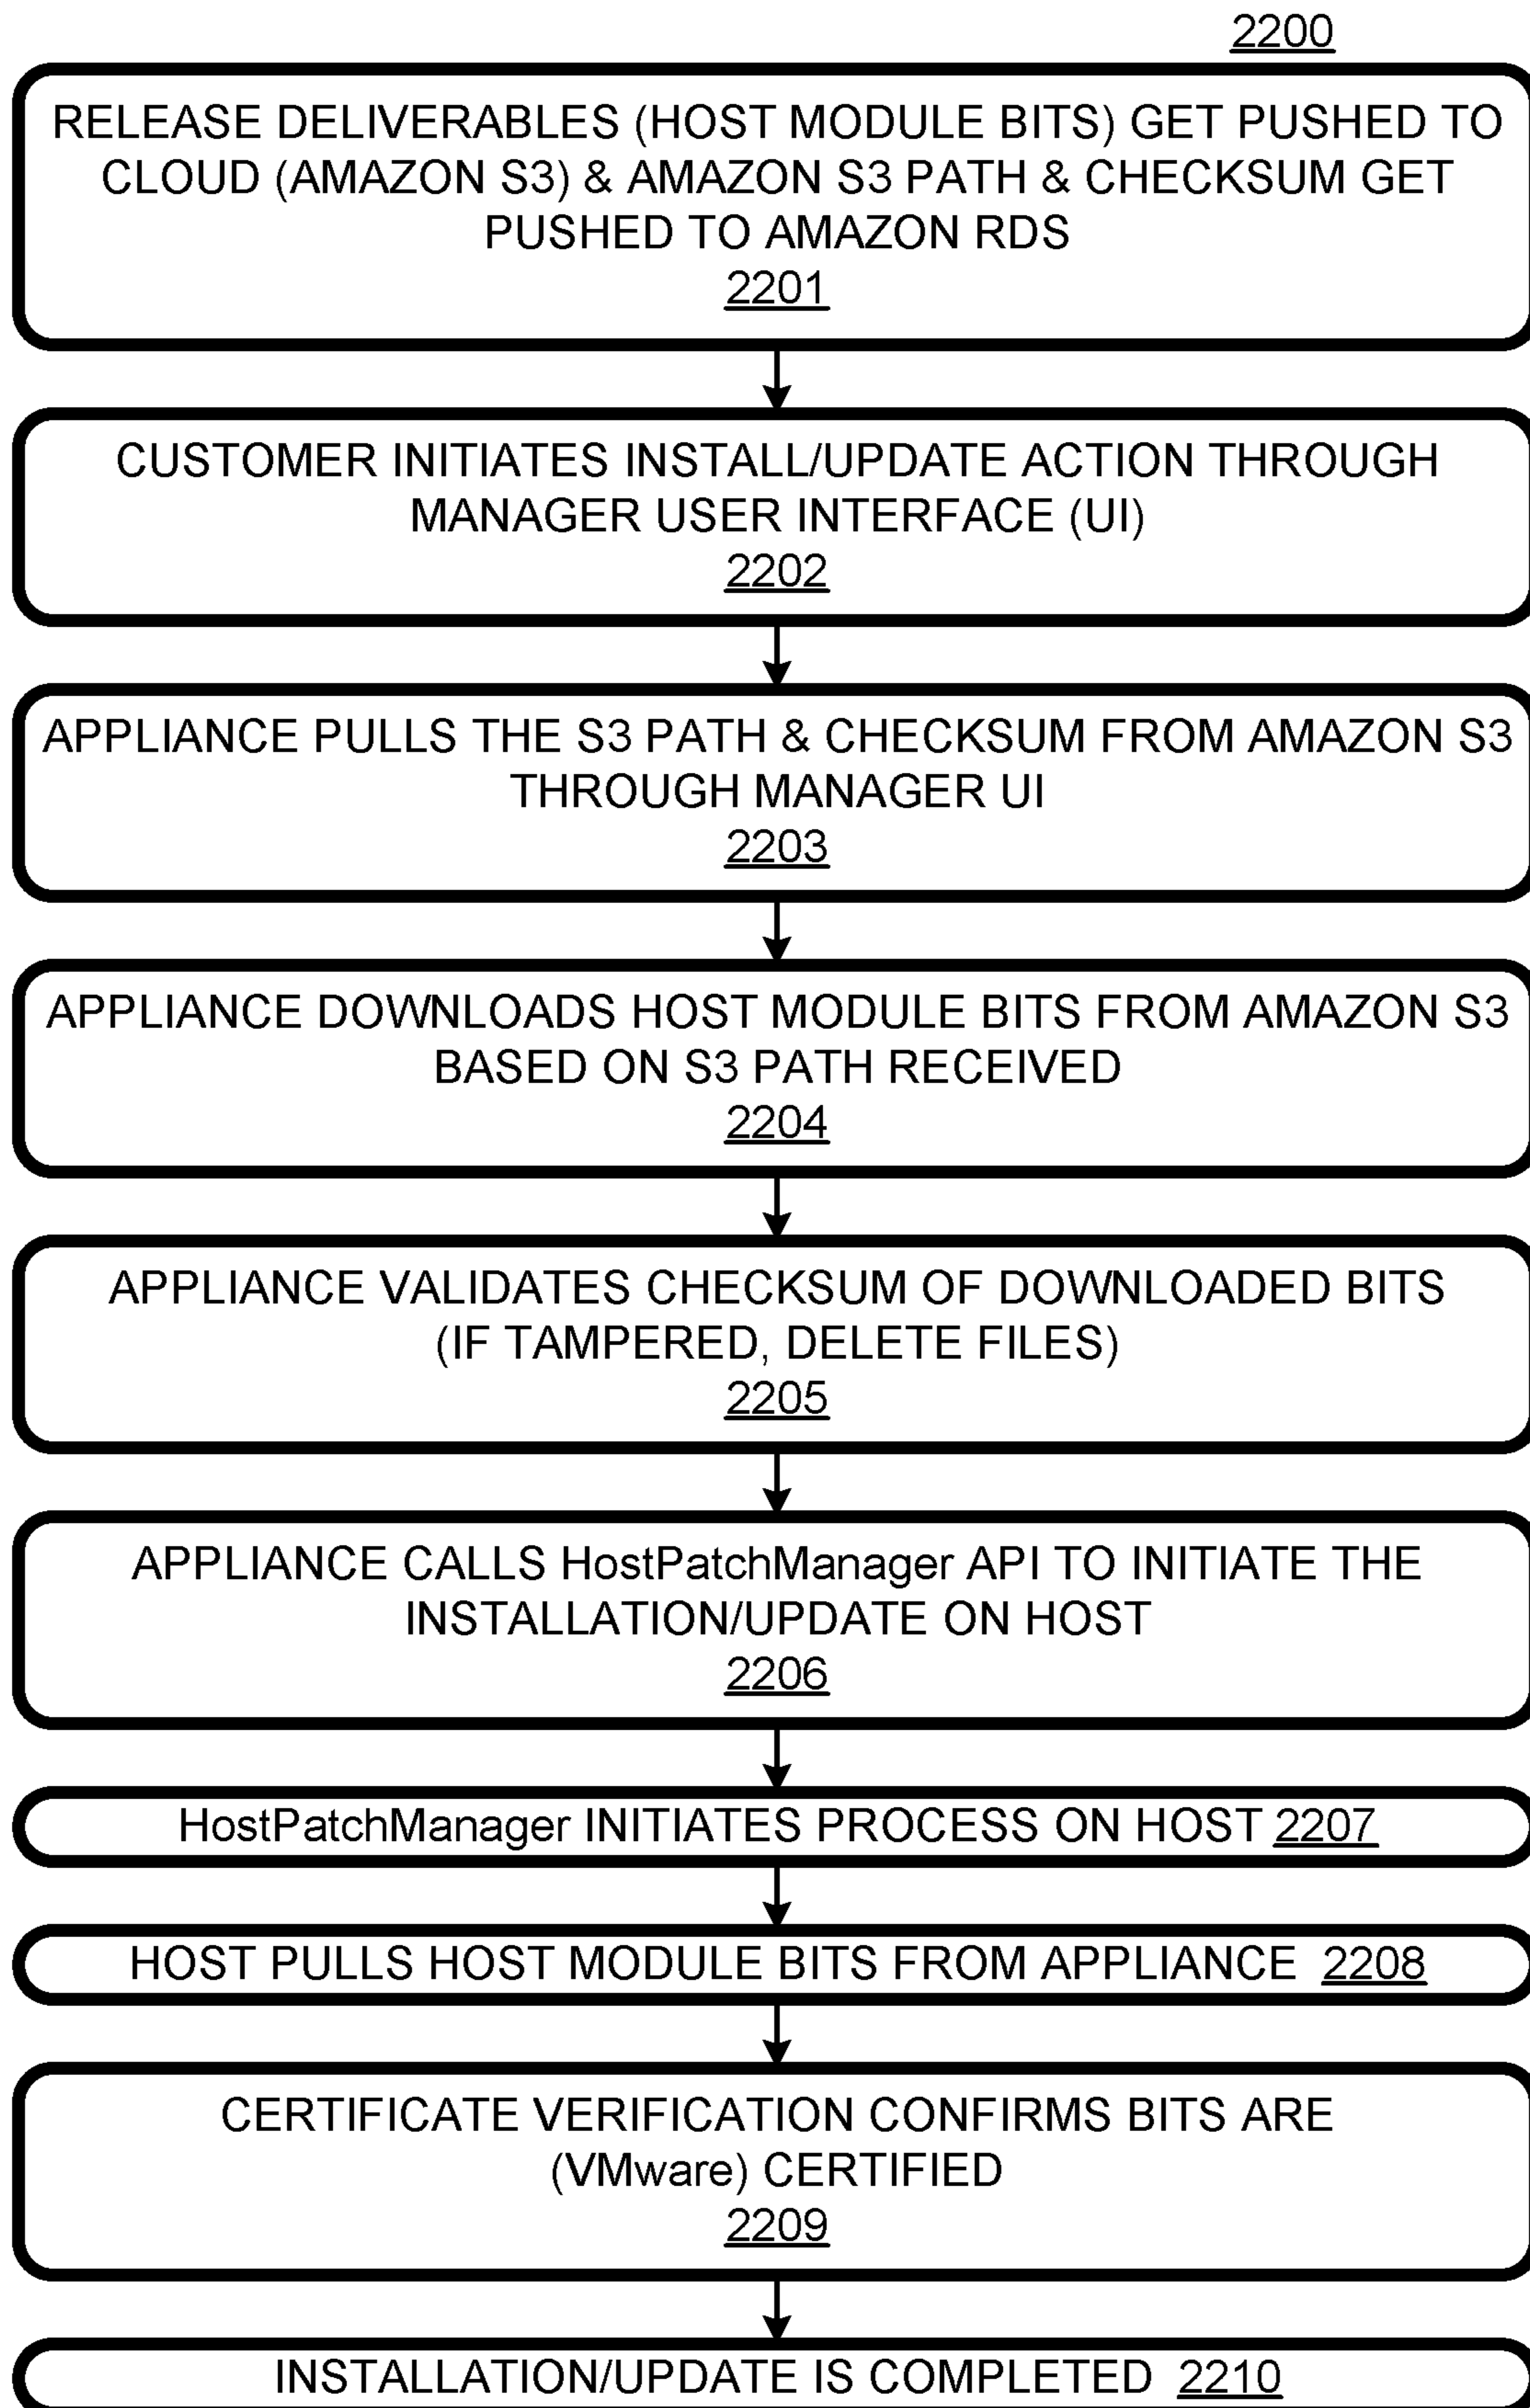 2200
RELEASE DELIVERABLES (HOST MODULE BITS) GET PUSHED TO
CLOUD (AMAZON S3) & AMAZON S3 PATH & CHECKSUM GET
PUSHED TO AMAZON RDS
2201
CUSTOMER INITIATES INSTALL/UPDATE ACTION THROUGH
MANAGER USER INTERFACE (UI)
2202
APPLIANCE PULLS THE S3 PATH & CHECKSUM FROM AMAZON S3
THROUGH MANAGER UI
2203
APPLIANCE DOWNLOADS HOST MODULE BITS FROM AMAZON S3
BASED ON S3 PATH RECEIVED
2204
APPLIANCE VALIDATES CHECKSUM OF DOWNLOADED BITS
(IF TAMPERED, DELETE FILES)
2205
APPLIANCE CALLS HostPatchManager API TO INITIATE THE
INSTALLATION/UPDATE ON HOST
2206
HostPatchManager INITIATES PROCESS ON HOST 2207
HOST PULLS HOST MODULE BITS FROM APPLIANCE 2208
CERTIFICATE VERIFICATION CONFIRMS BITS ARE
(VMware) CERTIFIED
2209
INSTALLATION/UPDATE IS COMPLETED 2210